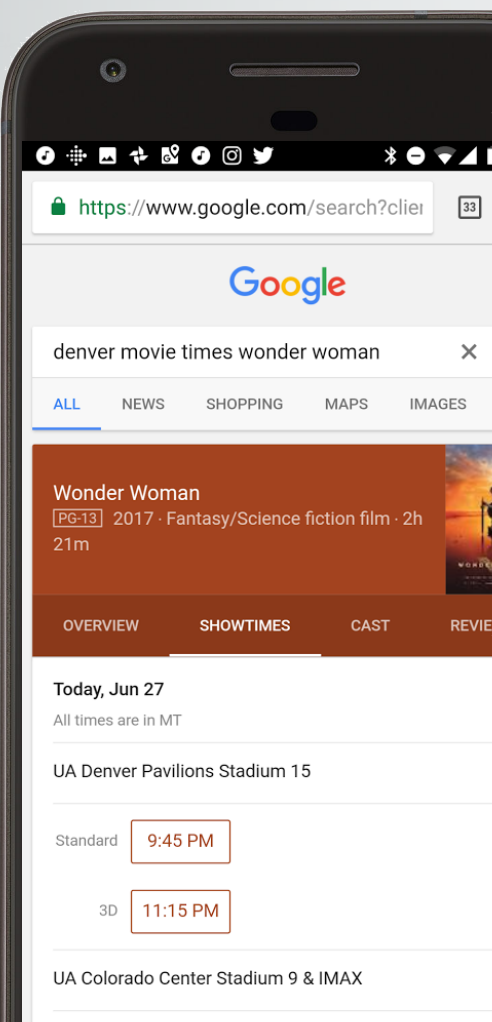 33
https://www.google.com/search?clier
Google
denver movie times wonder woman
ALL NEWS SHOPPING MAPS IMAGES
Wonder Woman
PG-13 2017 · Fantasy/Science fiction film · 2h
21m
OVERVIEW SHOWTIMES CAST REVIE
Today, Jun 27
All times are in MT
UA Denver Pavilions Stadium 15
Standard 9:45 PM
3D 11:15 PM
UA Colorado Center Stadium 9 & IMAX